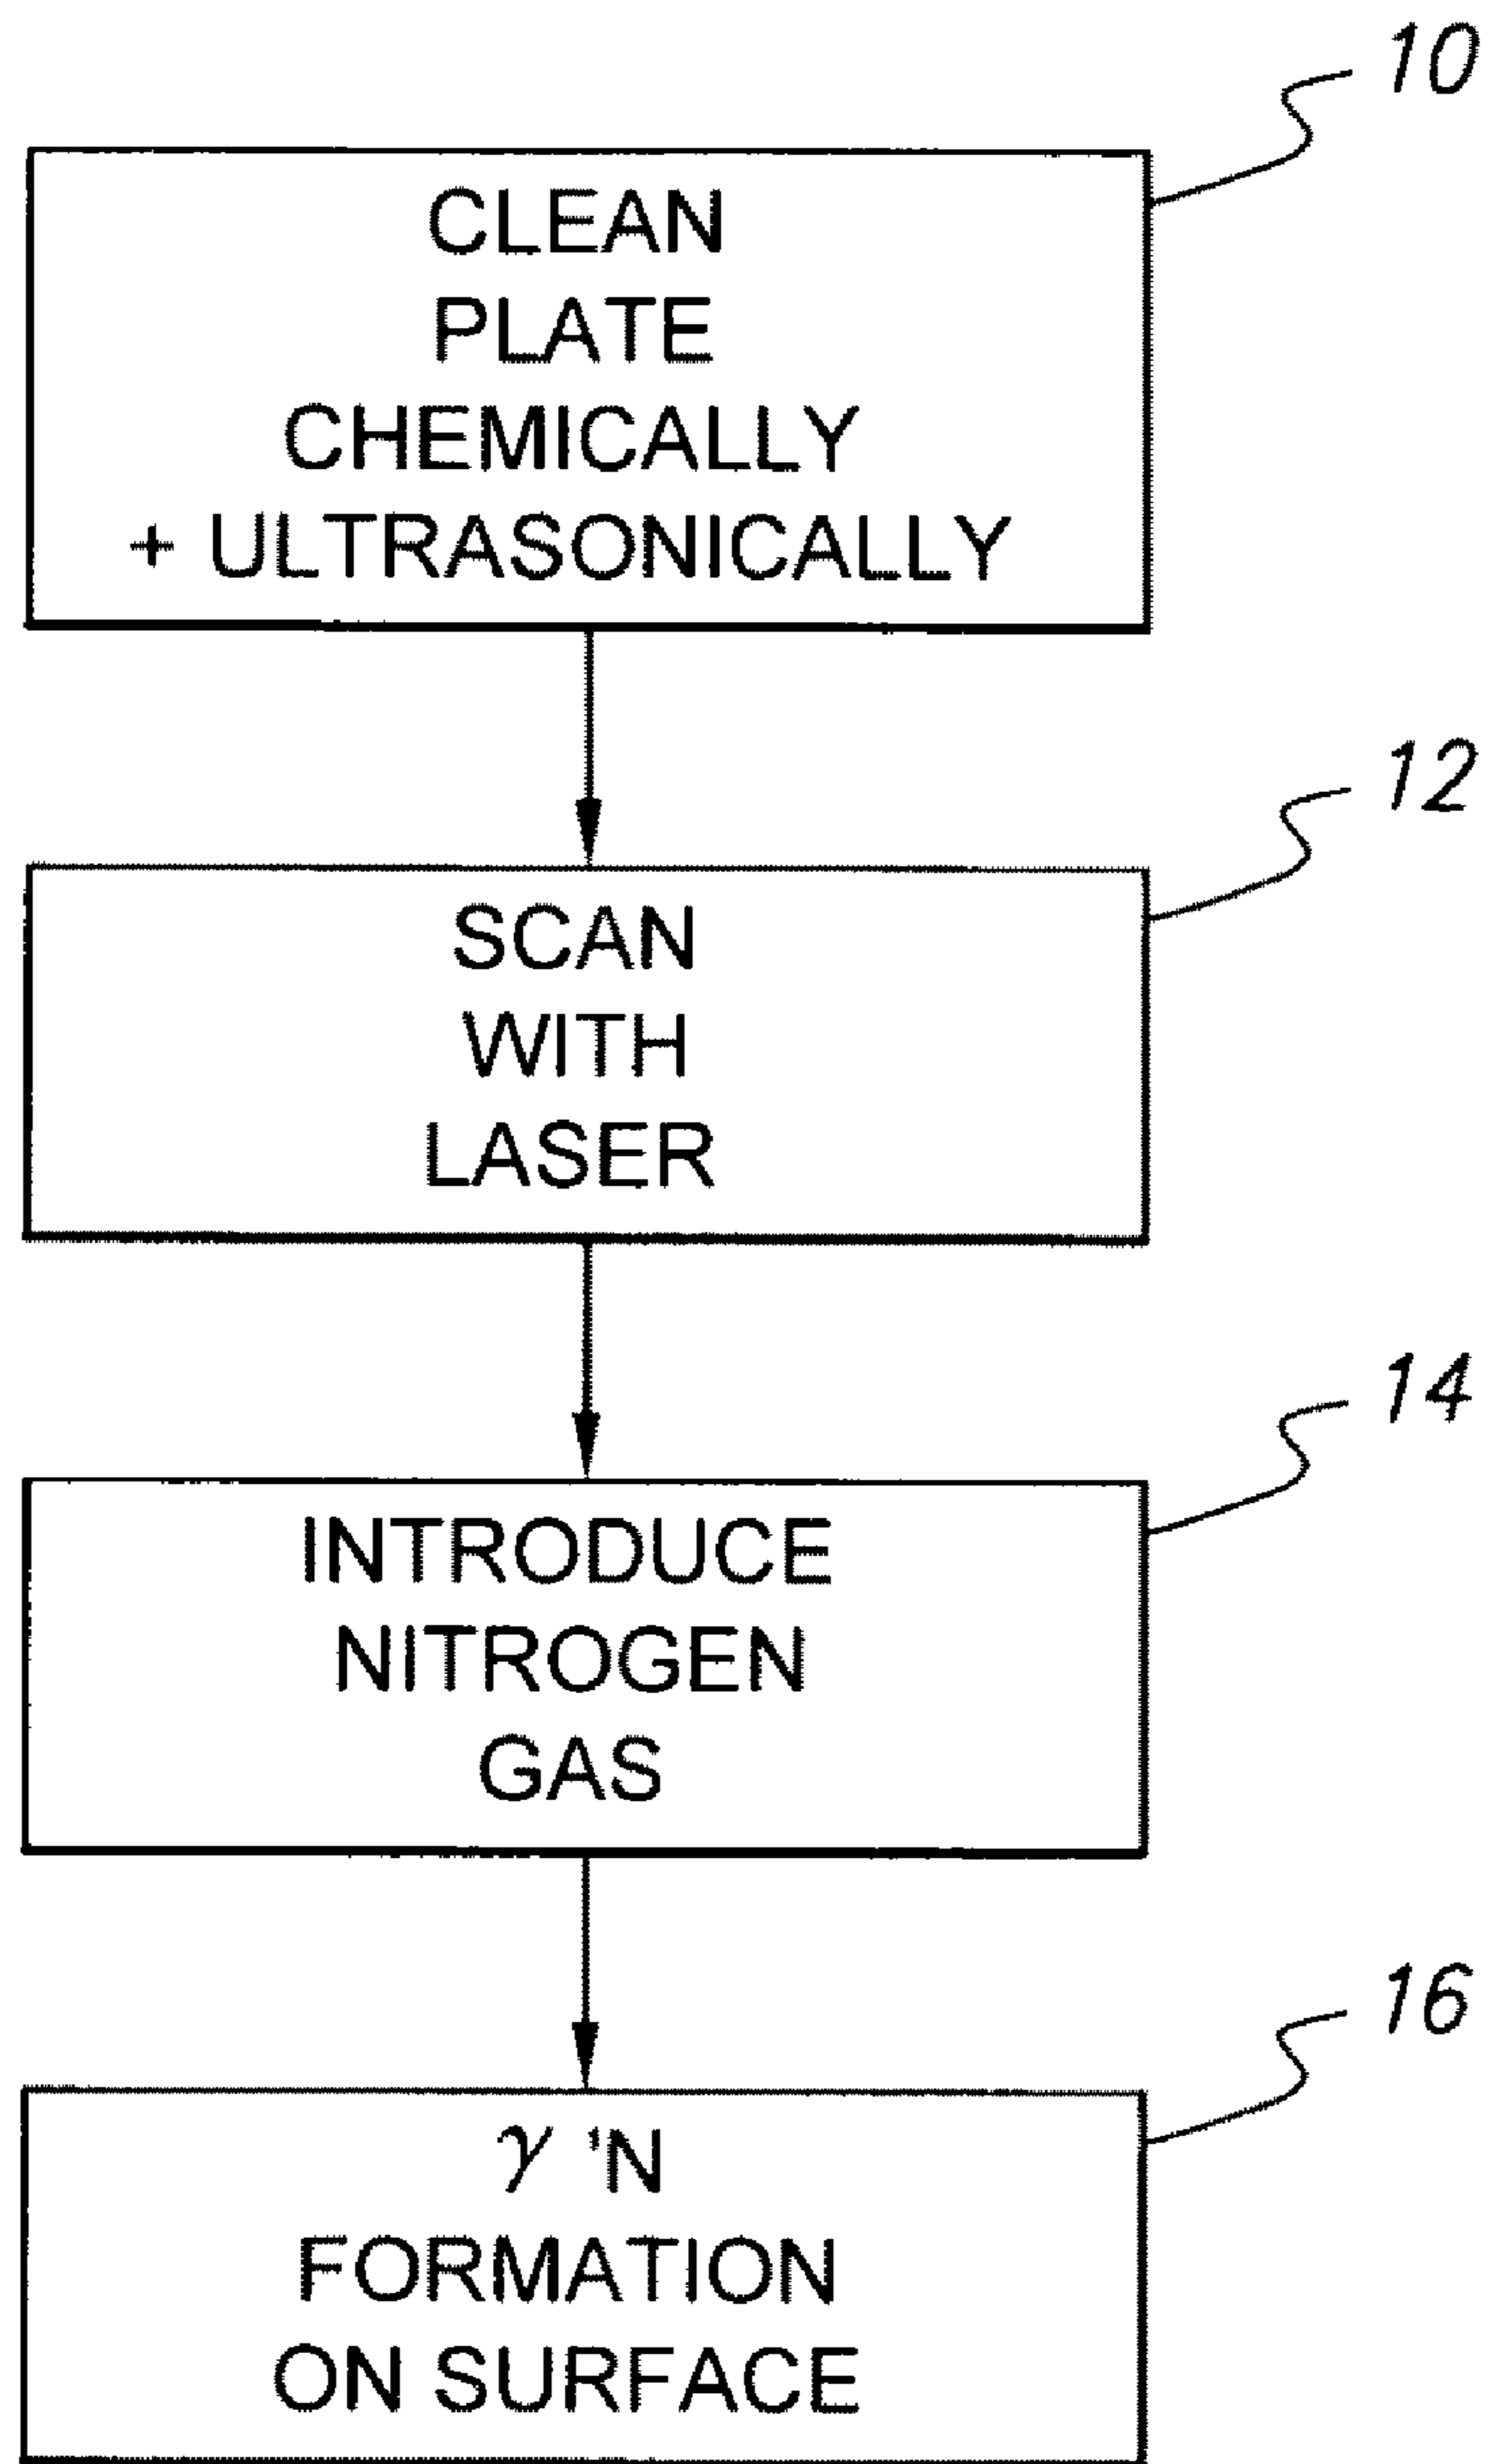 10
CLEAN
PLATE
CHEMICALLY
+ ULTRASONICALLY
12
SCAN
WITH
LASER
14
INTRODUCE
NITROGEN
GAS
16
γ 'N
FORMATION
ON SURFACE